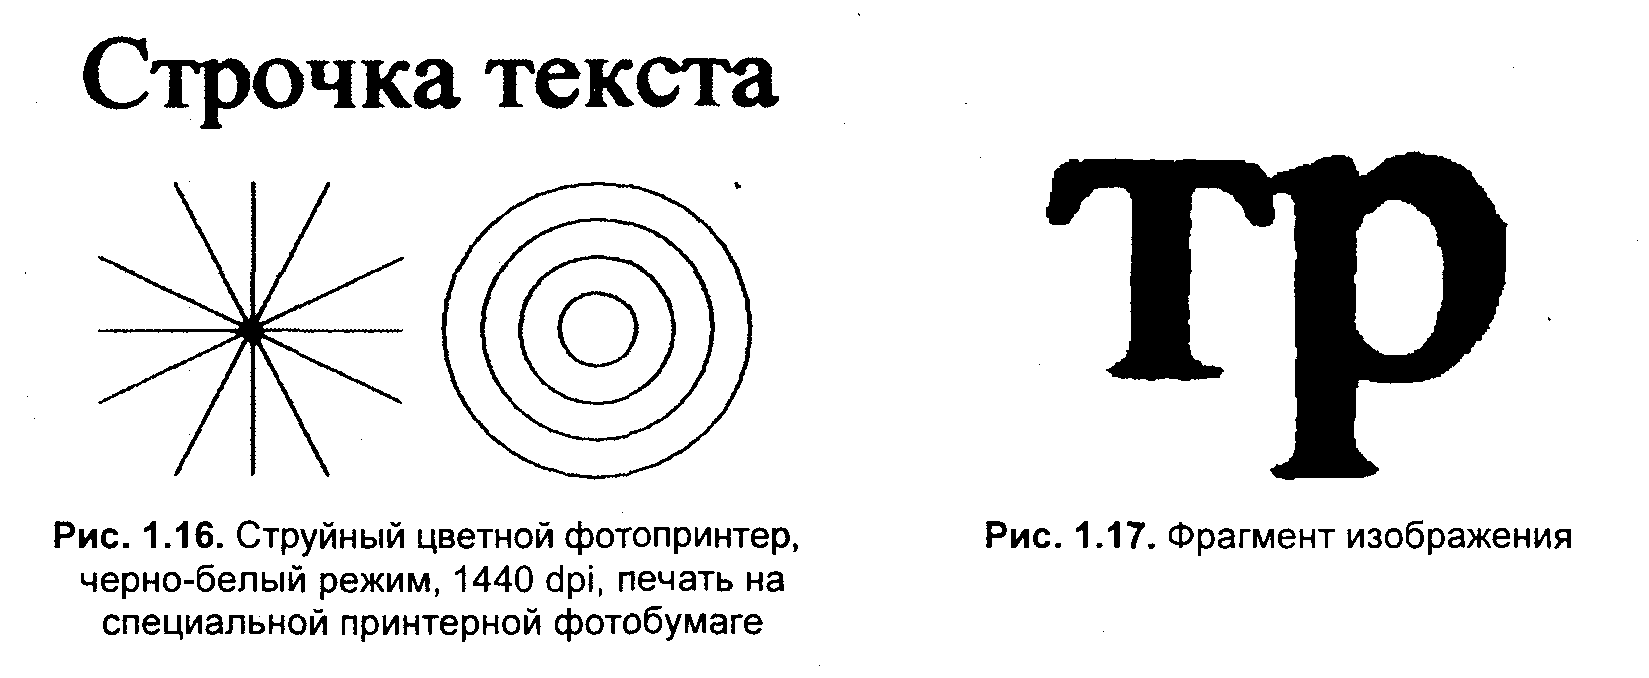 Строчка текста
тр
Рис. 1.16. Струйный цветной фотопринтер,
черно-белый режим, 1440 dpi, печать на
специальной принтерной фотобумаге
Рис. 1.17. Фрагмент изображения